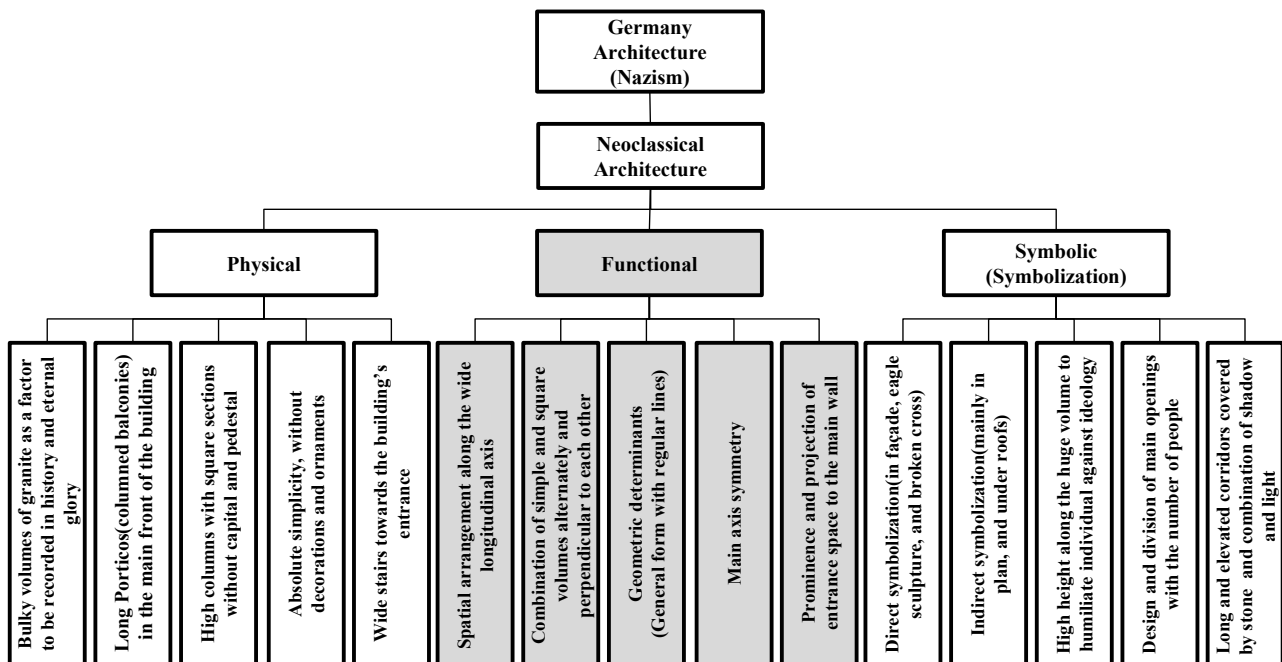 Germany
Architecture
(Nazism)
Neoclassical
Architecture
Physical
Functional
Symbolic
(Symbolization)
Bulky volumes of granite as a factor
to be recorded in history and eternal
glory
Long Porticos(columned balconies)
in the main front of the building
High columns with square sections
without capital and pedestal
Absolute simplicity, without
decorations and ornaments
Wide stairs towards the building’s
entrance
Spatial arrangement along the wide
longitudinal axis
Combination of simple and square
volumes alternately and
perpendicular to each other
Geometric determinants
(General form with regular lines)
Main axis symmetry
Prominence and projection of
entrance space to the main wall
Direct symbolization(in façade, eagle
sculpture, and broken cross)
Indirect symbolization(mainly in
plan, and under roofs)
High height along the huge volume to
humiliate individual against ideology
Design and division of main openings
with the number of people
Long and elevated corridors covered
by stone and combination of shadow
and light